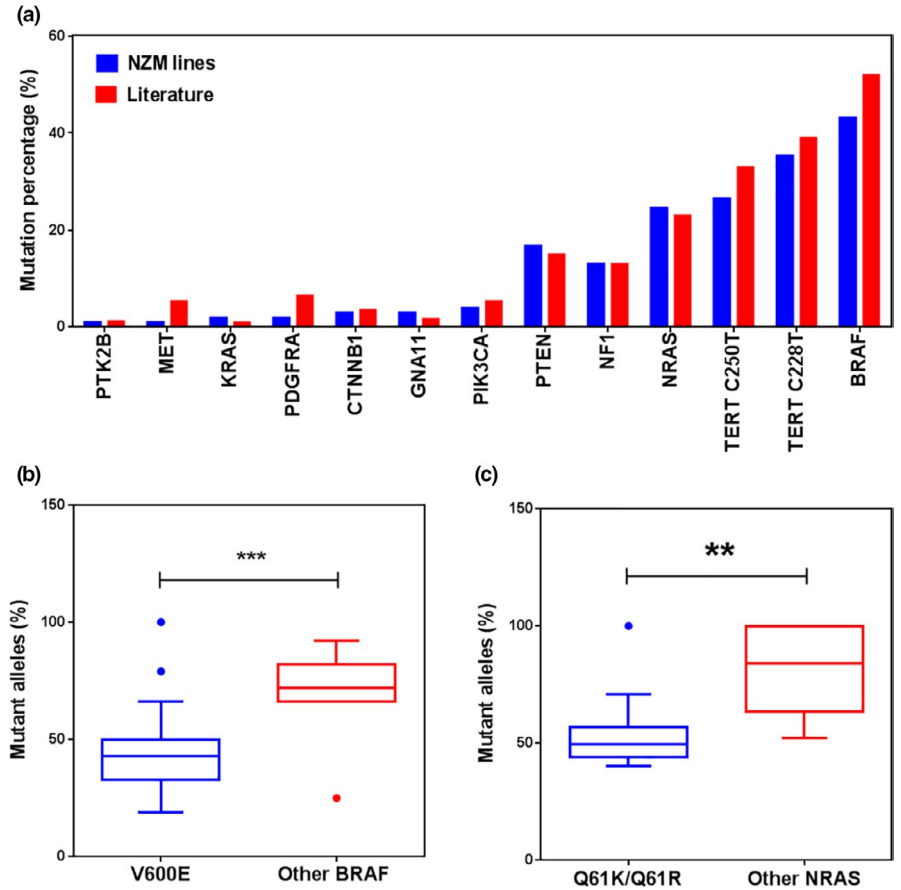 (a)
60
40
20
0
Mutation percentage (%)
NZM lines
Literature
PTK2B
MET
KRAS
PDGFRA
CTNNB1
GNA11
PIK3CA
PTEN
NF1
NRAS
TERT C250T
TERT C228T
BRAF
(b)
150
100
50
0
Mutant alleles (%)
***
V600E
Other BRAF
(c)
150
100
50
0
Mutant alleles (%)
**
Q61K/Q61R
Other NRAS